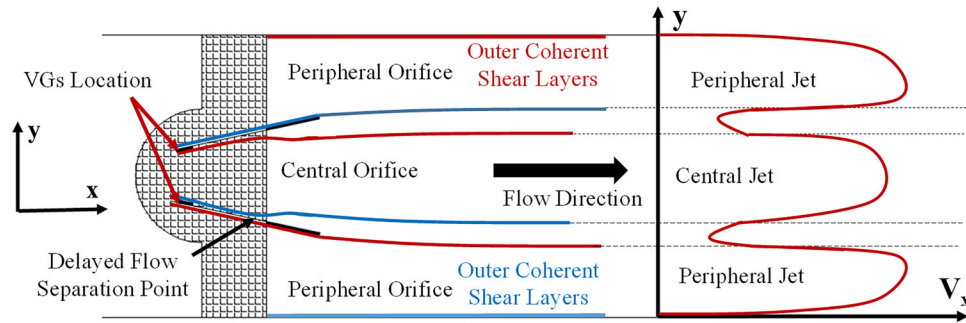 y
Outer Coherent
Shear Layers
Peripheral Orifice
Peripheral Jet
VGs Location
y
x
Central Orifice
Flow Direction
Central Jet
Delayed Flow
Separation Point
Outer Coherent
Shear Layers
Peripheral Orifice
Peripheral Jet
Vx